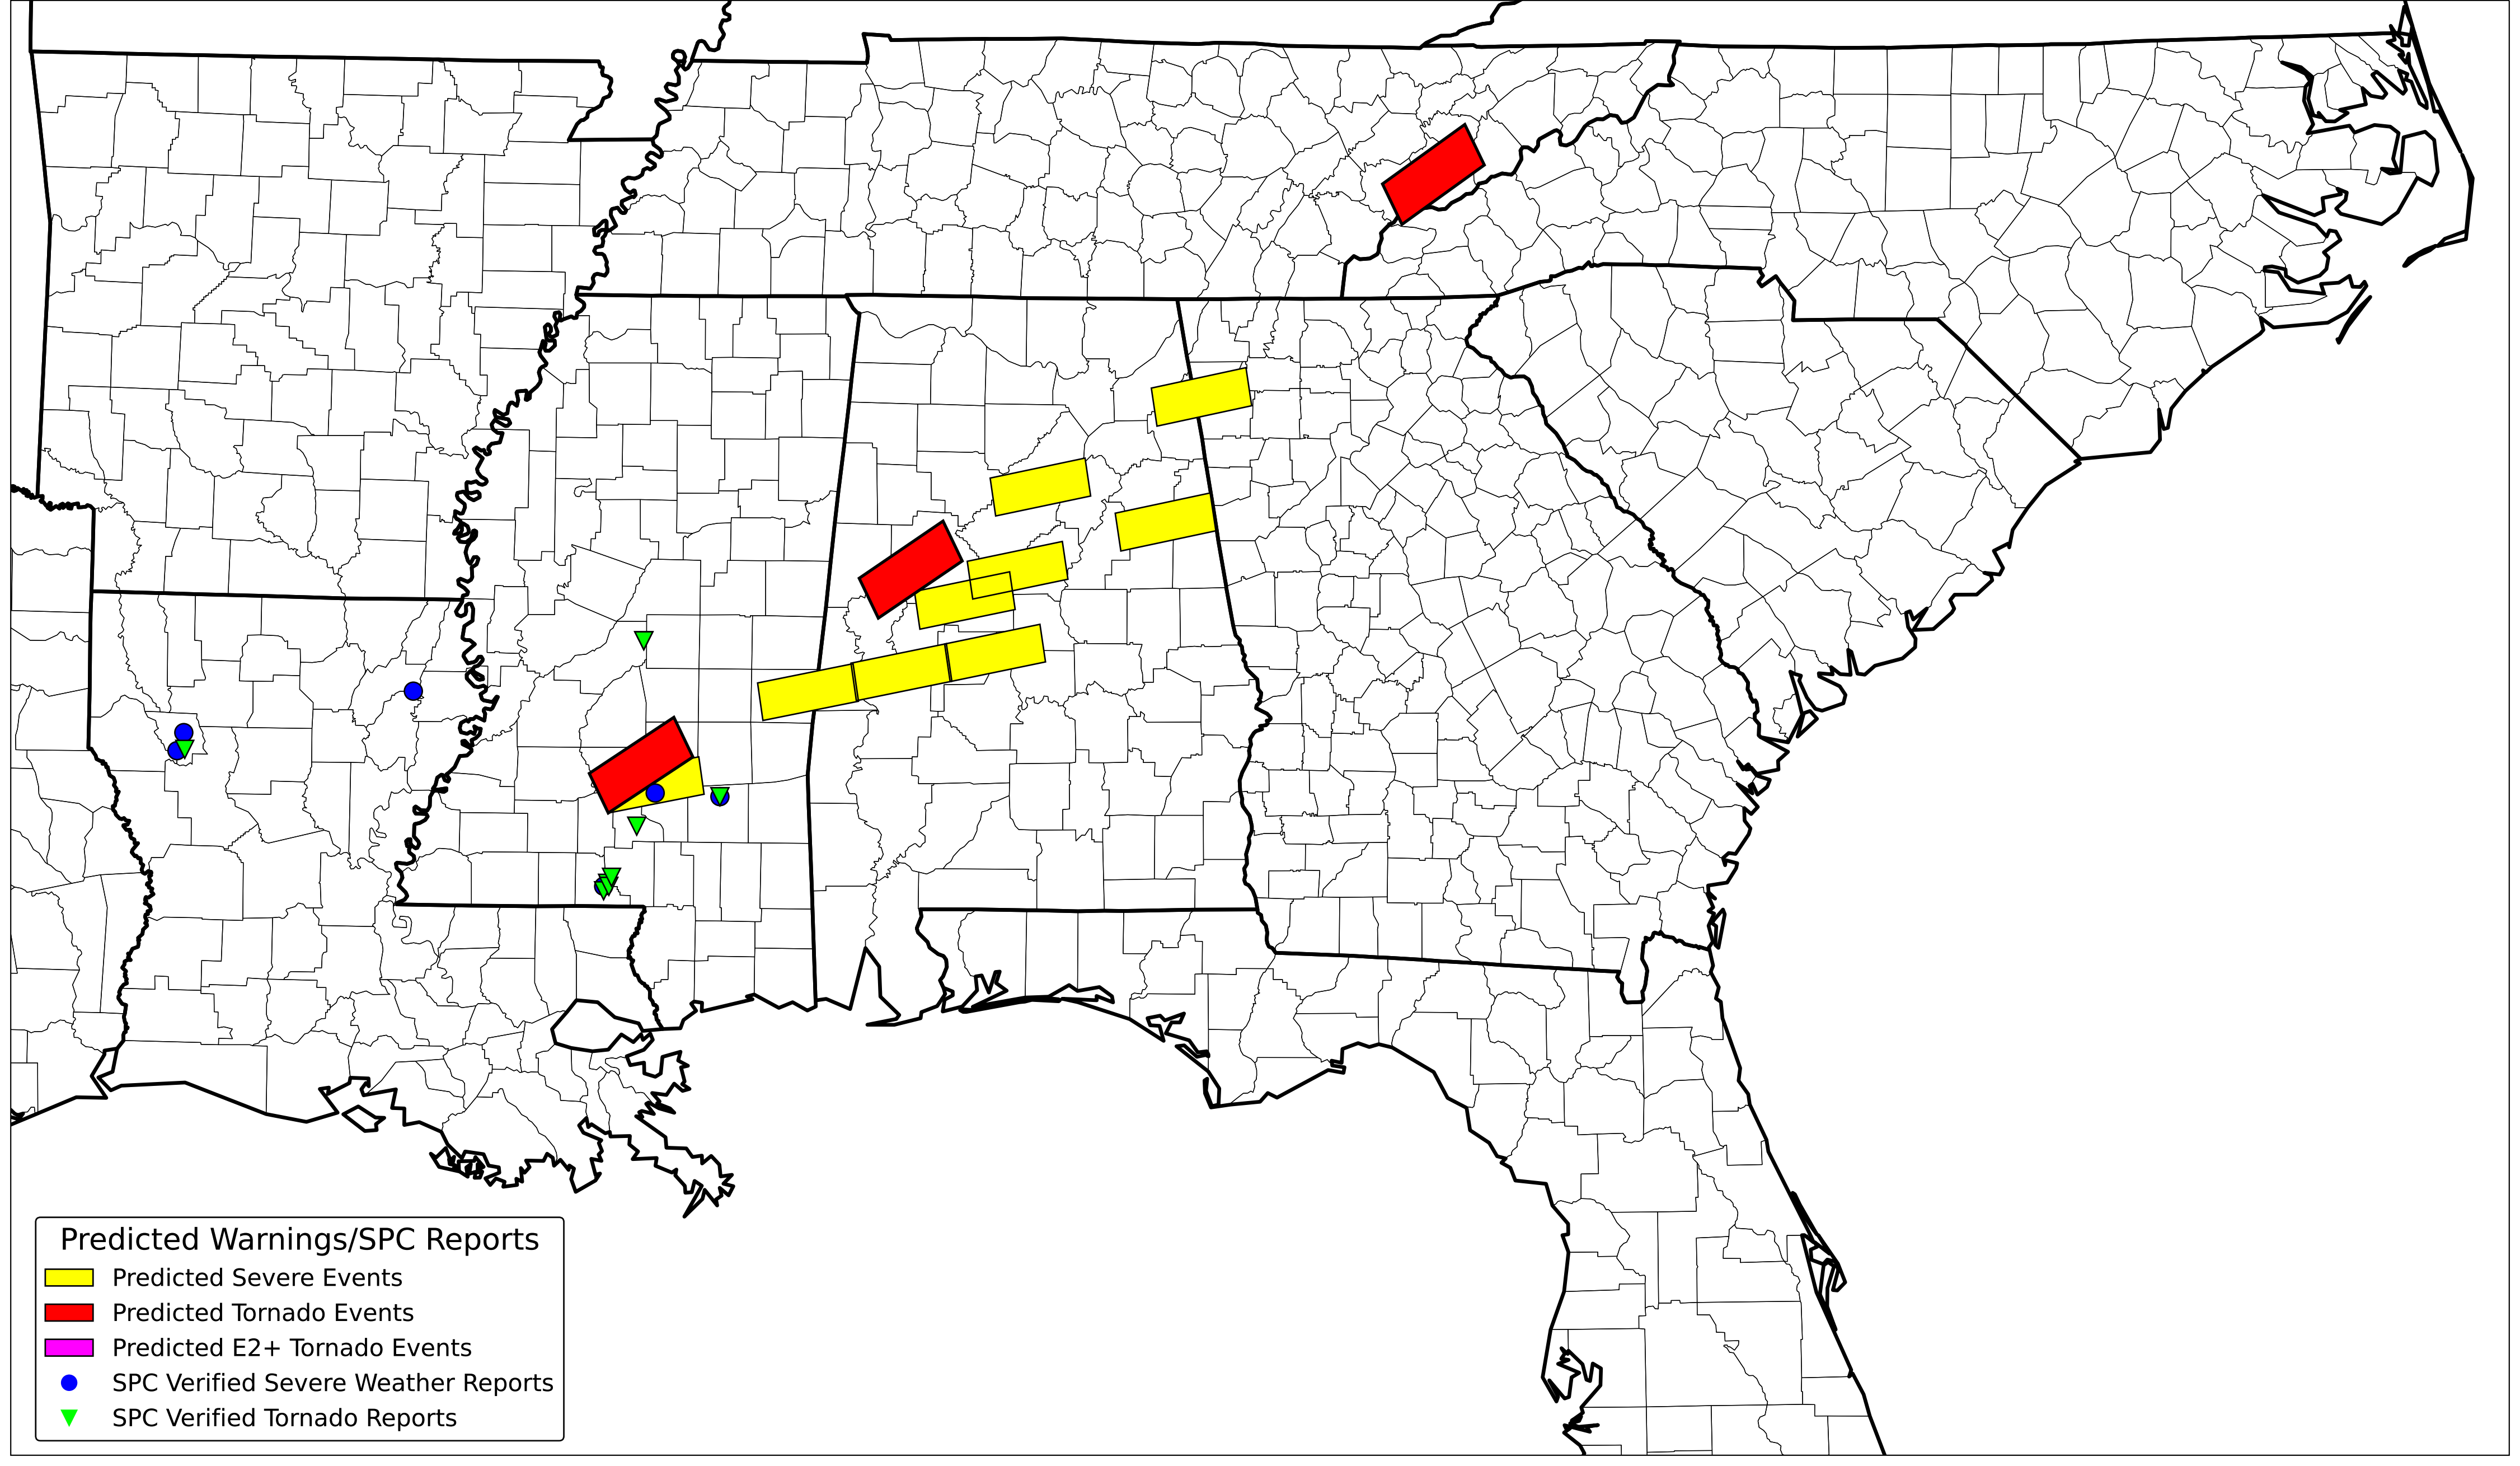 Predicted Warnings/SPC Reports
Predicted Severe Events
Predicted Tornado Events
Predicted E2+ Tornado Events
SPC Verified Severe Weather Reports
SPC Verified Tornado Reports